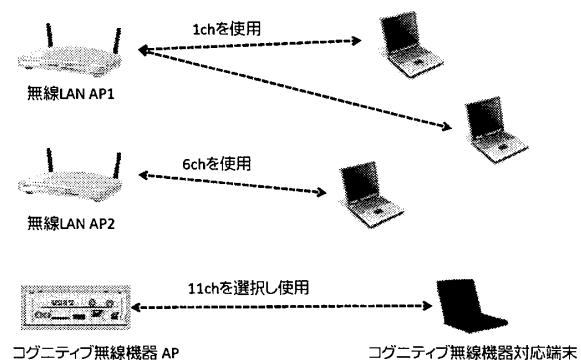 1chを使用
無線LAN AP1
6chを使用
無線LAN AP2
11chを選択し使用
コグニティブ無線機器 AP
コグニティブ無線機器対応端末